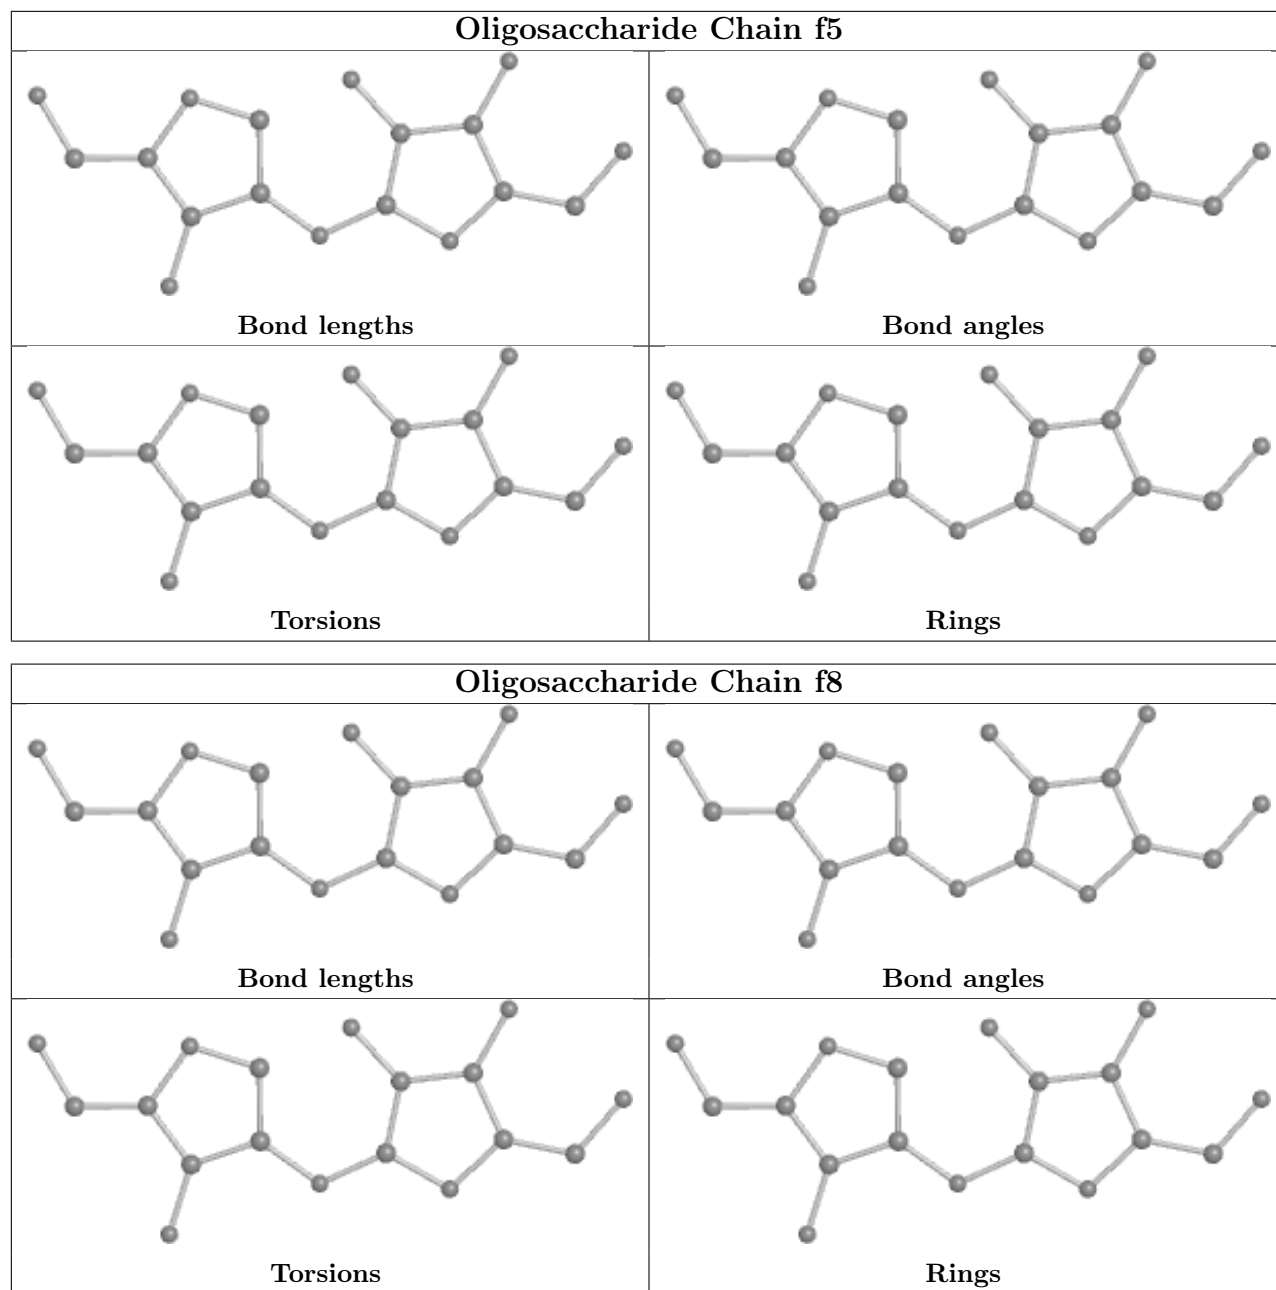 Oligosaccharide Chain f5
Bond lengths
Bond angles
Torsions
Rings
Oligosaccharide Chain f8
Bond lengths
Bond angles
Torsions
Rings